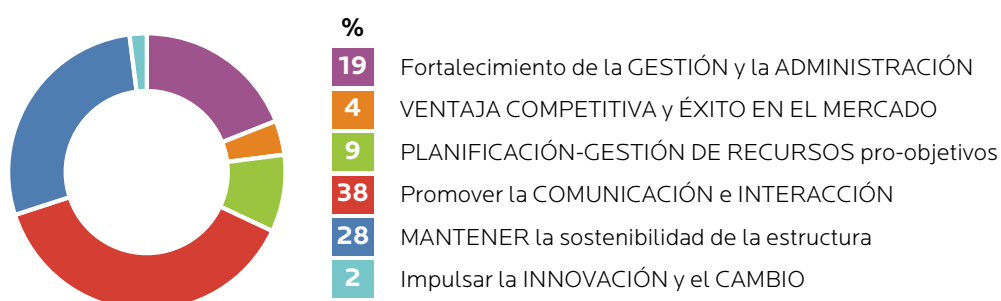 %
19 Fortalecimiento de la GESTIÓN y la ADMINISTRACIÓN
4 VENTAJA COMPETITIVA y ÉXITO EN EL MERCADO
9 PLANIFICACIÓN-GESTIÓN DE RECURSOS pro-objetivos
38 Promover la COMUNICACIÓN e INTERACCIÓN
28 MANTENER la sostenibilidad de la estructura
2 Impulsar la INNOVACIÓN y el CAMBIO